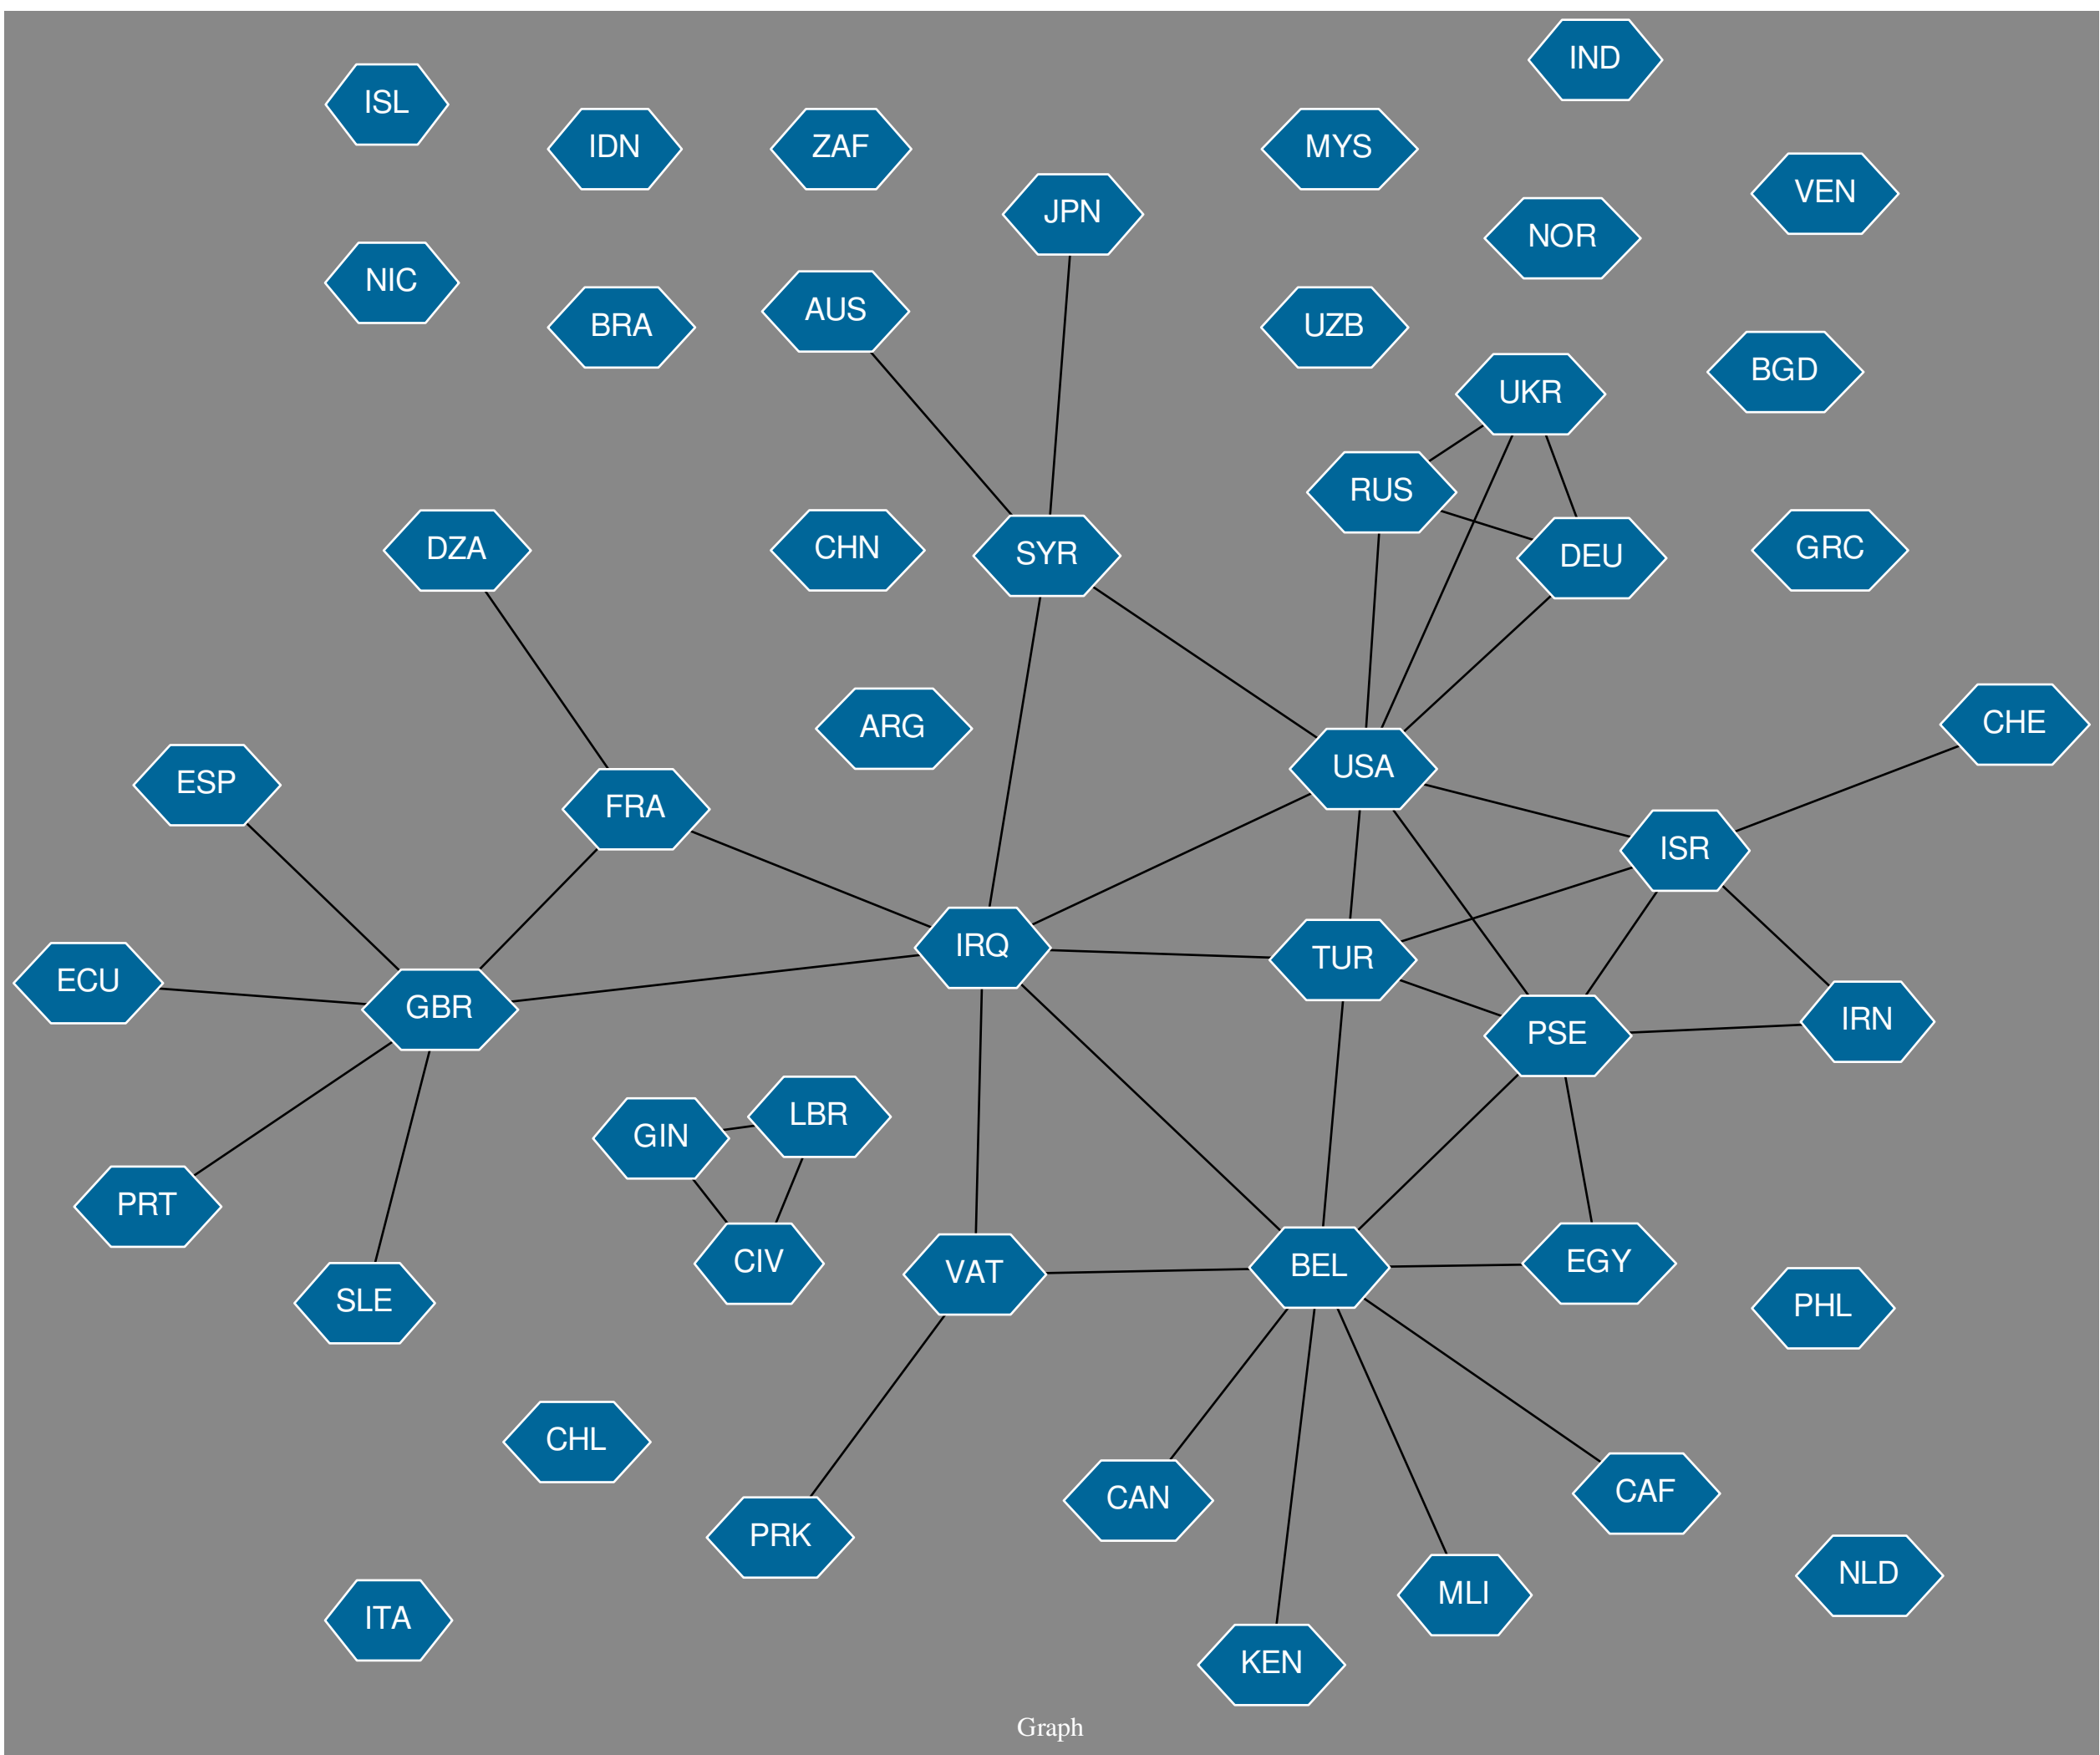 IND
ISL
IDN
ZAF
MYS
VEN
JPN
NOR
NIC
AUS
BRA
UZB
BGD
UKR
RUS
DZA
CHN
SYR
DEU
GRC
CHE
ARG
USA
ESP
FRA
ISR
IRQ
TUR
ECU
GBR
IRN
PSE
LBR
GIN
PRT
CIV
VAT
BEL
EGY
SLE
PHL
CHL
CAN
CAF
PRK
NLD
MLI
ITA
KEN
Graph